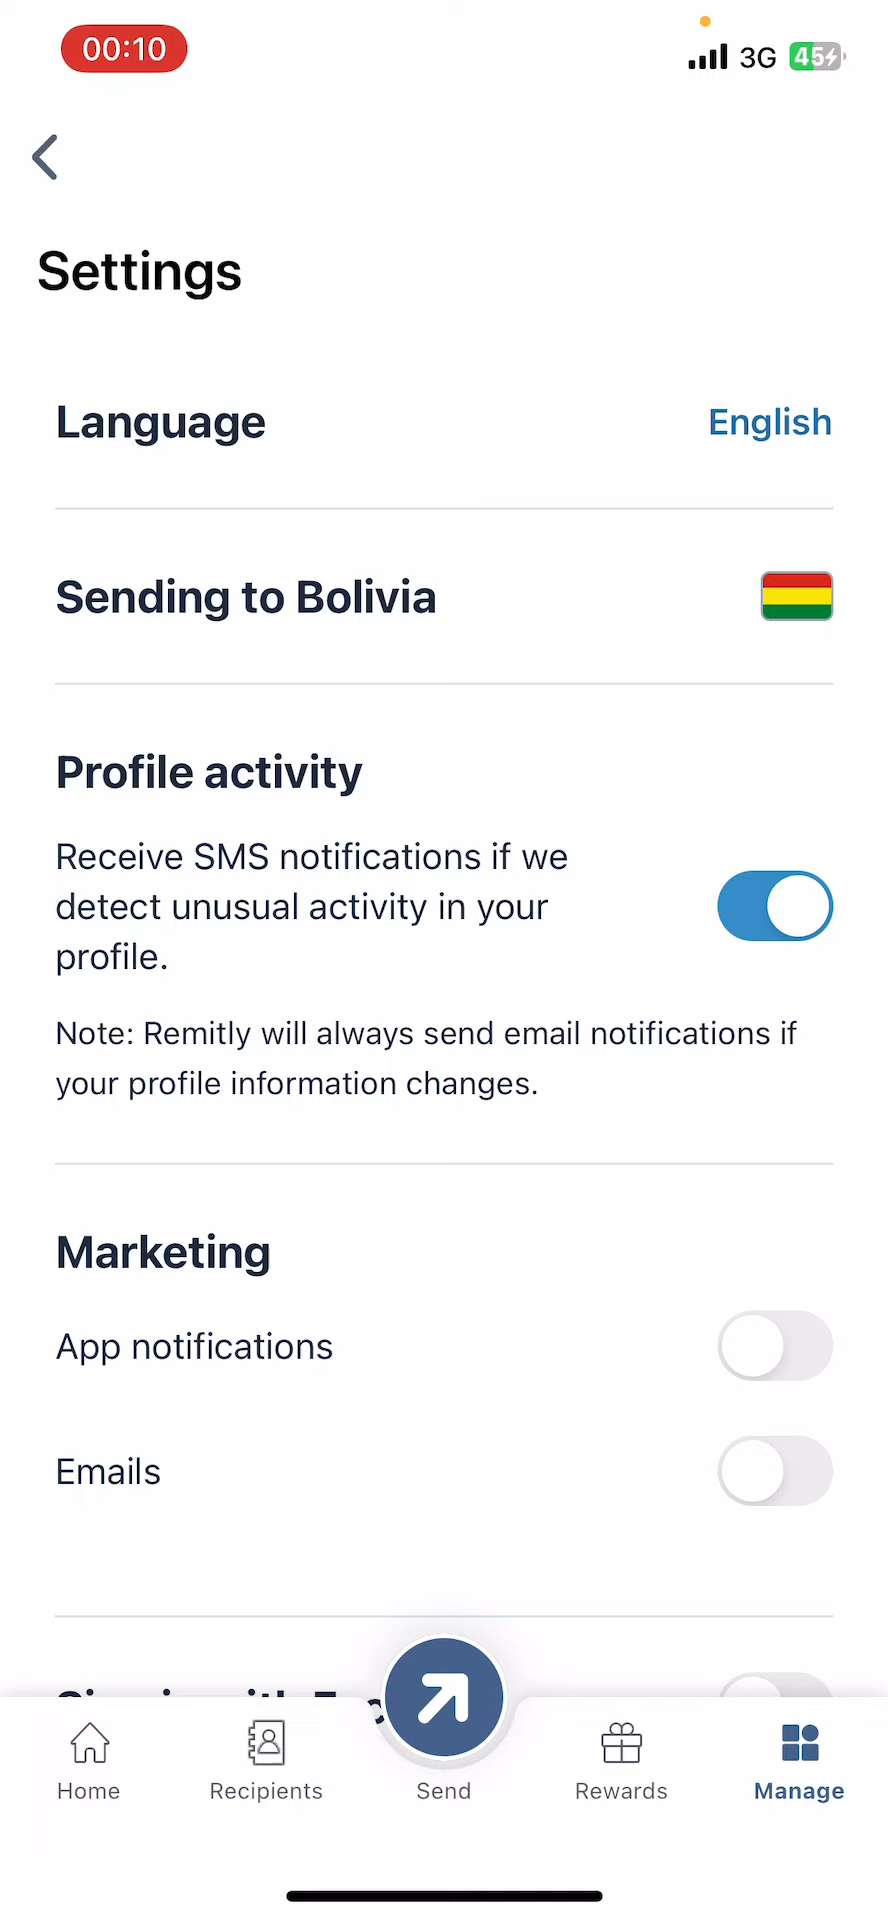 00:10
3G 45
Settings
Language English
Sending to Bolivia
Profile activity
Receive SMS notifications if we
detect unusual activity in your
profile.
Note: Remitly will always send email notifications if
your profile information changes.
Marketing
App notifications
Emails
Home Recipients Send Rewards Manage